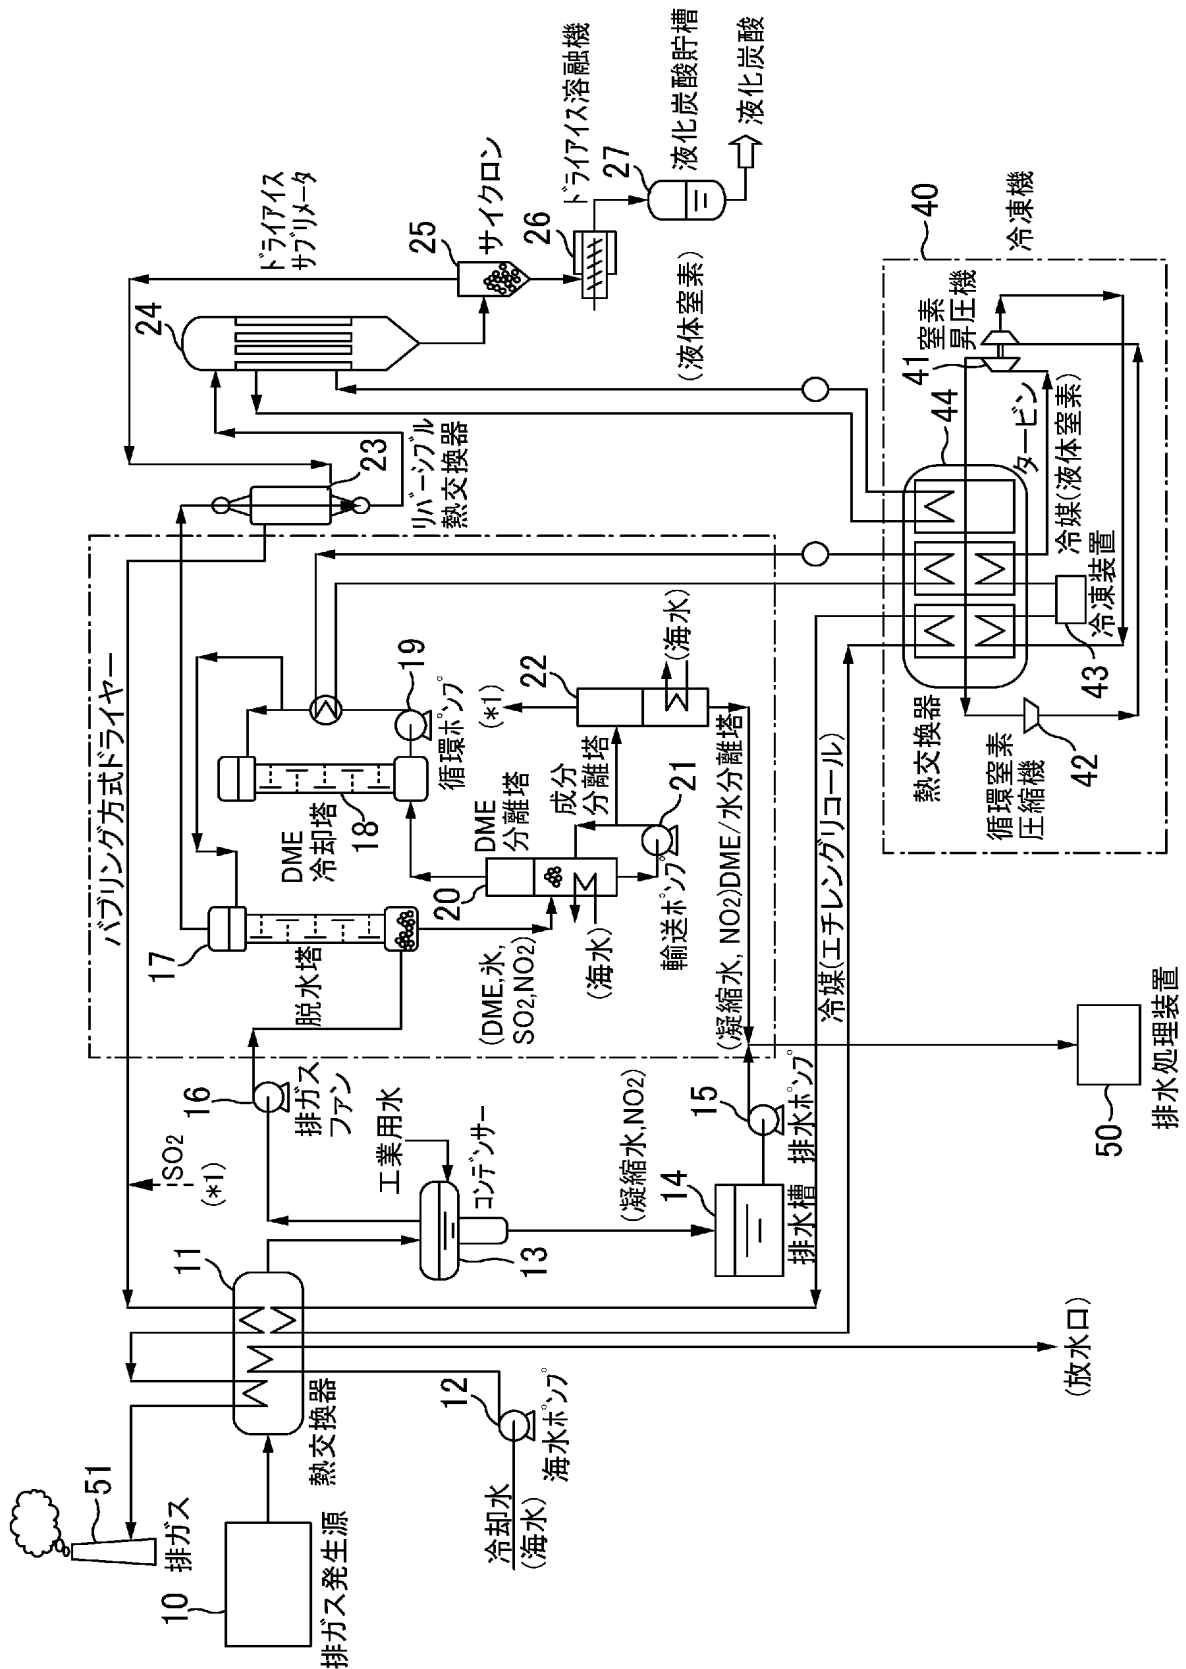 排ガス
51
排ガス発生源
10
熱交換器
11
SO2
(*1)
冷却水
(海水)
海水ポンプ
12
(放水口)
コンデンサー
13
工業用水
排ガス
ファン
16
(凝縮水,NO2)
排水槽
14
排水ポンプ
15
排水処理装置
50
バブリング方式ドライヤー
脱水塔
17
(DME,氷,
SO2,NO2)
DME
冷却塔
18
循環ポンプ
19
DME
分離塔
20
(海水)
輸送ポンプ
21
成分
分離塔
22
(*1)
(海水)
(凝縮水, NO2)DME/水分離塔
冷媒(エチレングリコール)
リバーシブル
熱交換器
23
ドライアイス
サブリメータ
24
サイクロン
25
ドライアイス溶融機
26
液化炭酸貯槽
27
液化炭酸
(液体窒素)
40
冷凍機
窒素
昇圧機
41
タービン
44
冷媒(液体窒素)
冷凍装置
43
熱交換器
循環窒素
圧縮機
42